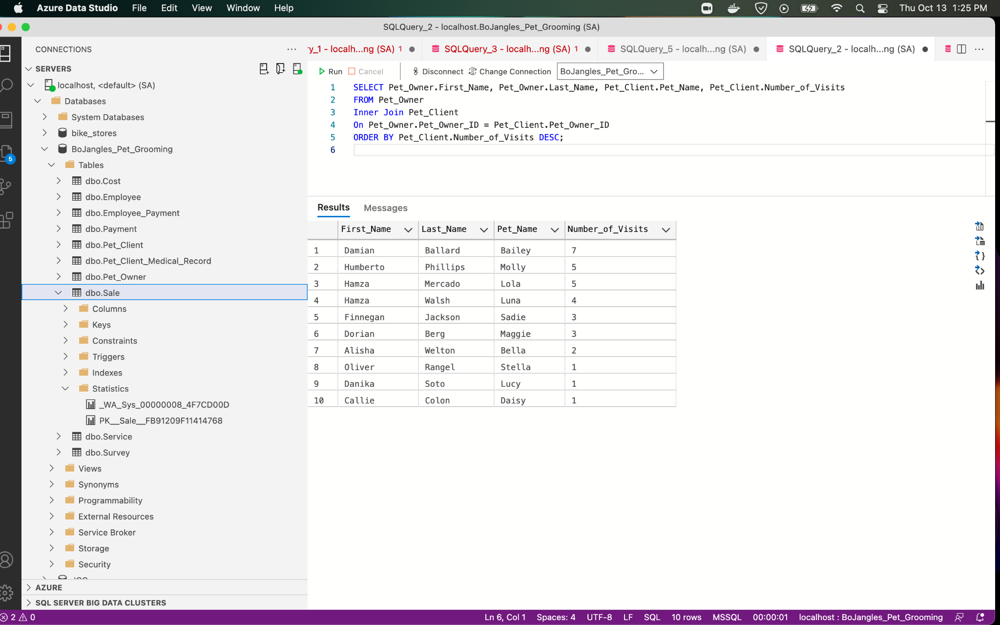 Azure Data Studio File Edit View Window Help Thu Oct 13 1:25 PM
SQLQuery_2 - localhost.BoJangles_Pet_Grooming (SA)
CONNECTIONS
y_1 - localh...ng (SA) 1
SQLQuery_3 - localh...ng (SA) 1
SQLQuery_5 - localh...ng (SA)
SQLQuery_2 - localh...ng (SA)
SERVERS
localhost, <default> (SA)
Databases
System Databases
bike_stores
BoJangles_Pet_Grooming
Tables
dbo.Cost
dbo.Employee
dbo.Employee_Payment
dbo.Payment
dbo.Pet_Client
dbo.Pet_Client_Medical_Record
dbo.Pet_Owner
dbo.Sale
Columns
Keys
Constraints
Triggers
Indexes
Statistics
_WA_Sys_00000008_4F7CD00D
PK__Sale__FB91209F11414768
dbo.Service
dbo.Survey
Views
Synonyms
Programmability
External Resources
Service Broker
Storage
Security
AZURE
SQL SERVER BIG DATA CLUSTERS
5
Run Cancel Disconnect Change Connection BoJangles_Pet_Gro...
1 SELECT Pet_Owner.First_Name, Pet_Owner.Last_Name, Pet_Client.Pet_Name, Pet_Client.Number_of_Visits
2 FROM Pet_Owner
3 Inner Join Pet_Client
4 On Pet_Owner.Pet_Owner_ID = Pet_Client.Pet_Owner_ID
5 ORDER BY Pet_Client.Number_of_Visits DESC;
6
Results Messages
First_Name Last_Name Pet_Name Number_of_Visits
1 Damian Ballard Bailey 7
2 Humberto Phillips Molly 5
3 Hamza Mercado Lola 5
4 Hamza Walsh Luna 4
5 Finnegan Jackson Sadie 3
6 Dorian Berg Maggie 3
7 Alisha Welton Bella 2
8 Oliver Rangel Stella 1
9 Danika Soto Lucy 1
10 Callie Colon Daisy 1
2 0 Ln 6, Col 1 Spaces: 4 UTF-8 LF SQL 10 rows MSSQL 00:00:01 localhost : BoJangles_Pet_Grooming